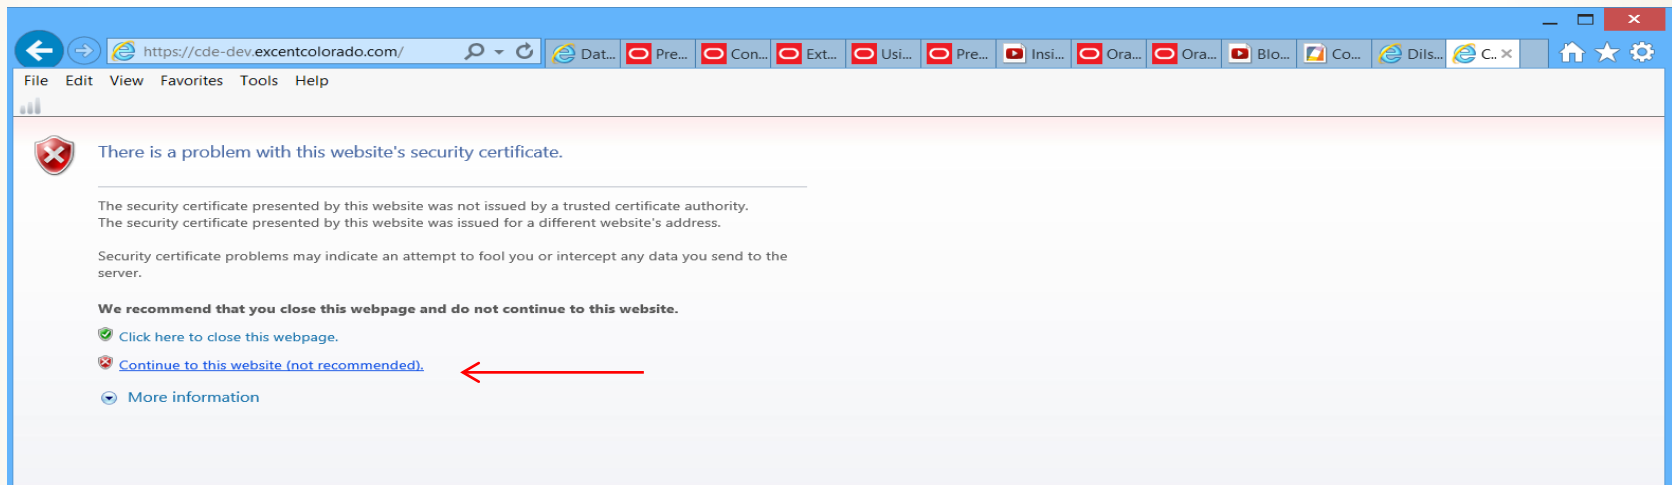 https://cde-dev.excentcolorado.com/
Dat... Pre... Con... Ext... Usi... Pre... Insi... Ora... Ora... Blo... Co... Dils... C...
File Edit View Favorites Tools Help
There is a problem with this website's security certificate.
The security certificate presented by this website was not issued by a trusted certificate authority.
The security certificate presented by this website was issued for a different website's address.
Security certificate problems may indicate an attempt to fool you or intercept any data you send to the
server.
We recommend that you close this webpage and do not continue to this website.
Click here to close this webpage.
Continue to this website (not recommended).
More information